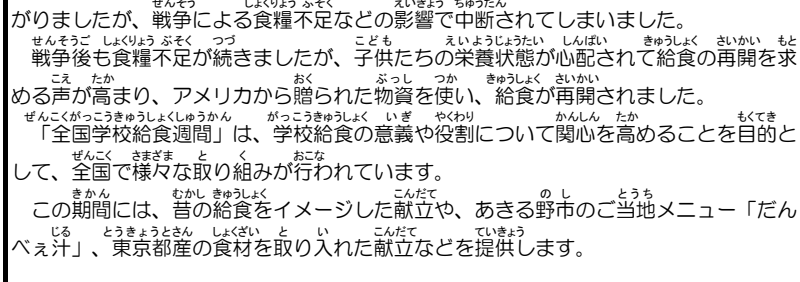 がりましたが、戦争による食糧不足などの影響で中断されてしまいました。
戦争後も食糧不足が続きましたが、子供たちの栄養状態が心配されて給食の再開を求
める声が高まり、アメリカから贈られた物資を使い、給食が再開されました。
「全国学校給食週間」は、学校給食の意義や役割について関心を高めることを目的と
して、全国で様々な取り組みが行われています。
この期間には、昔の給食をイメージした献立や、あきる野市のご当地メニュー「だん
べぇ汁」、東京都産の食材を取り入れた献立などを提供します。